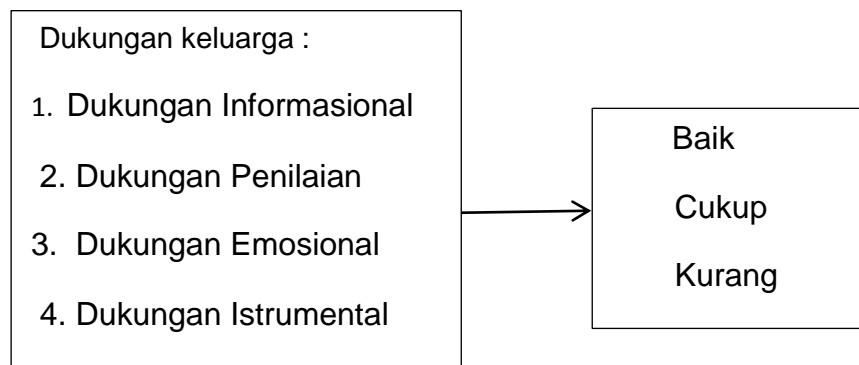 Dukungan keluarga :
1. Dukungan Informasional
2. Dukungan Penilaian
3. Dukungan Emosional
4. Dukungan Istrumental
Baik
Cukup
Kurang